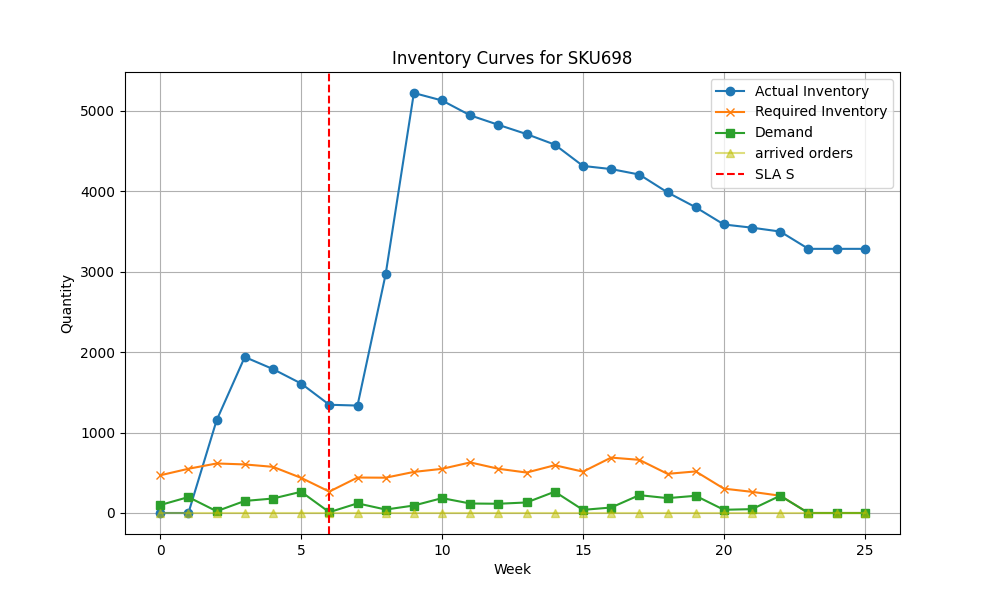 Inventory Curves for SKU698
Actual Inventory
Required Inventory
Demand
arrived orders
SLA S
Quantity
5000
4000
3000
2000
1000
0
0 5 10 15 20 25
Week